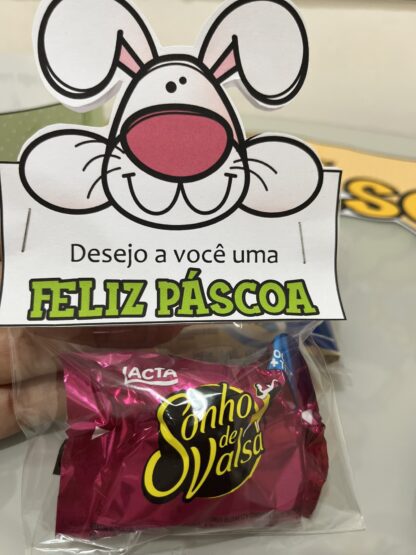 Desejo a você uma
FELIZ PÁSCOA
LACTA
Sonho
de
Valsa